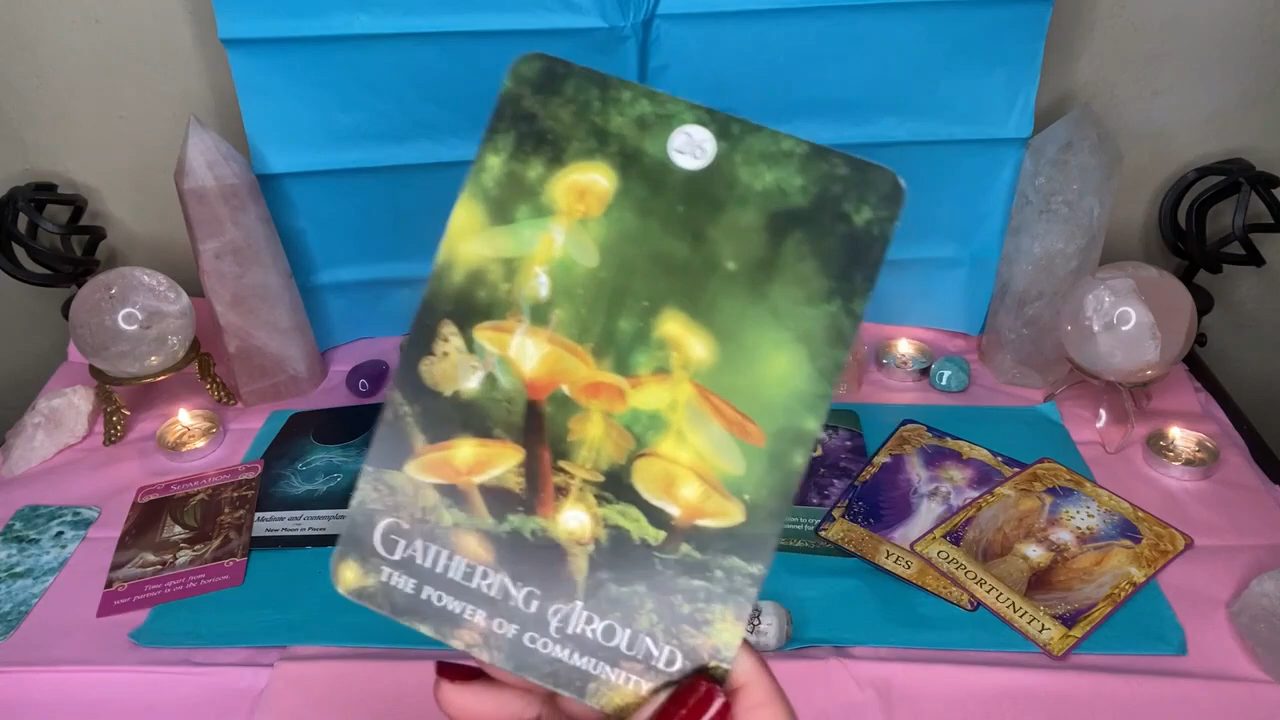 26
GATHERING AROUND
THE POWER OF COMMUNITY
SEPARATION
Time apart from
your partner is on the horizon.
Meditate and contemplate
New Moon in Pisces
YES
OPPORTUNITY